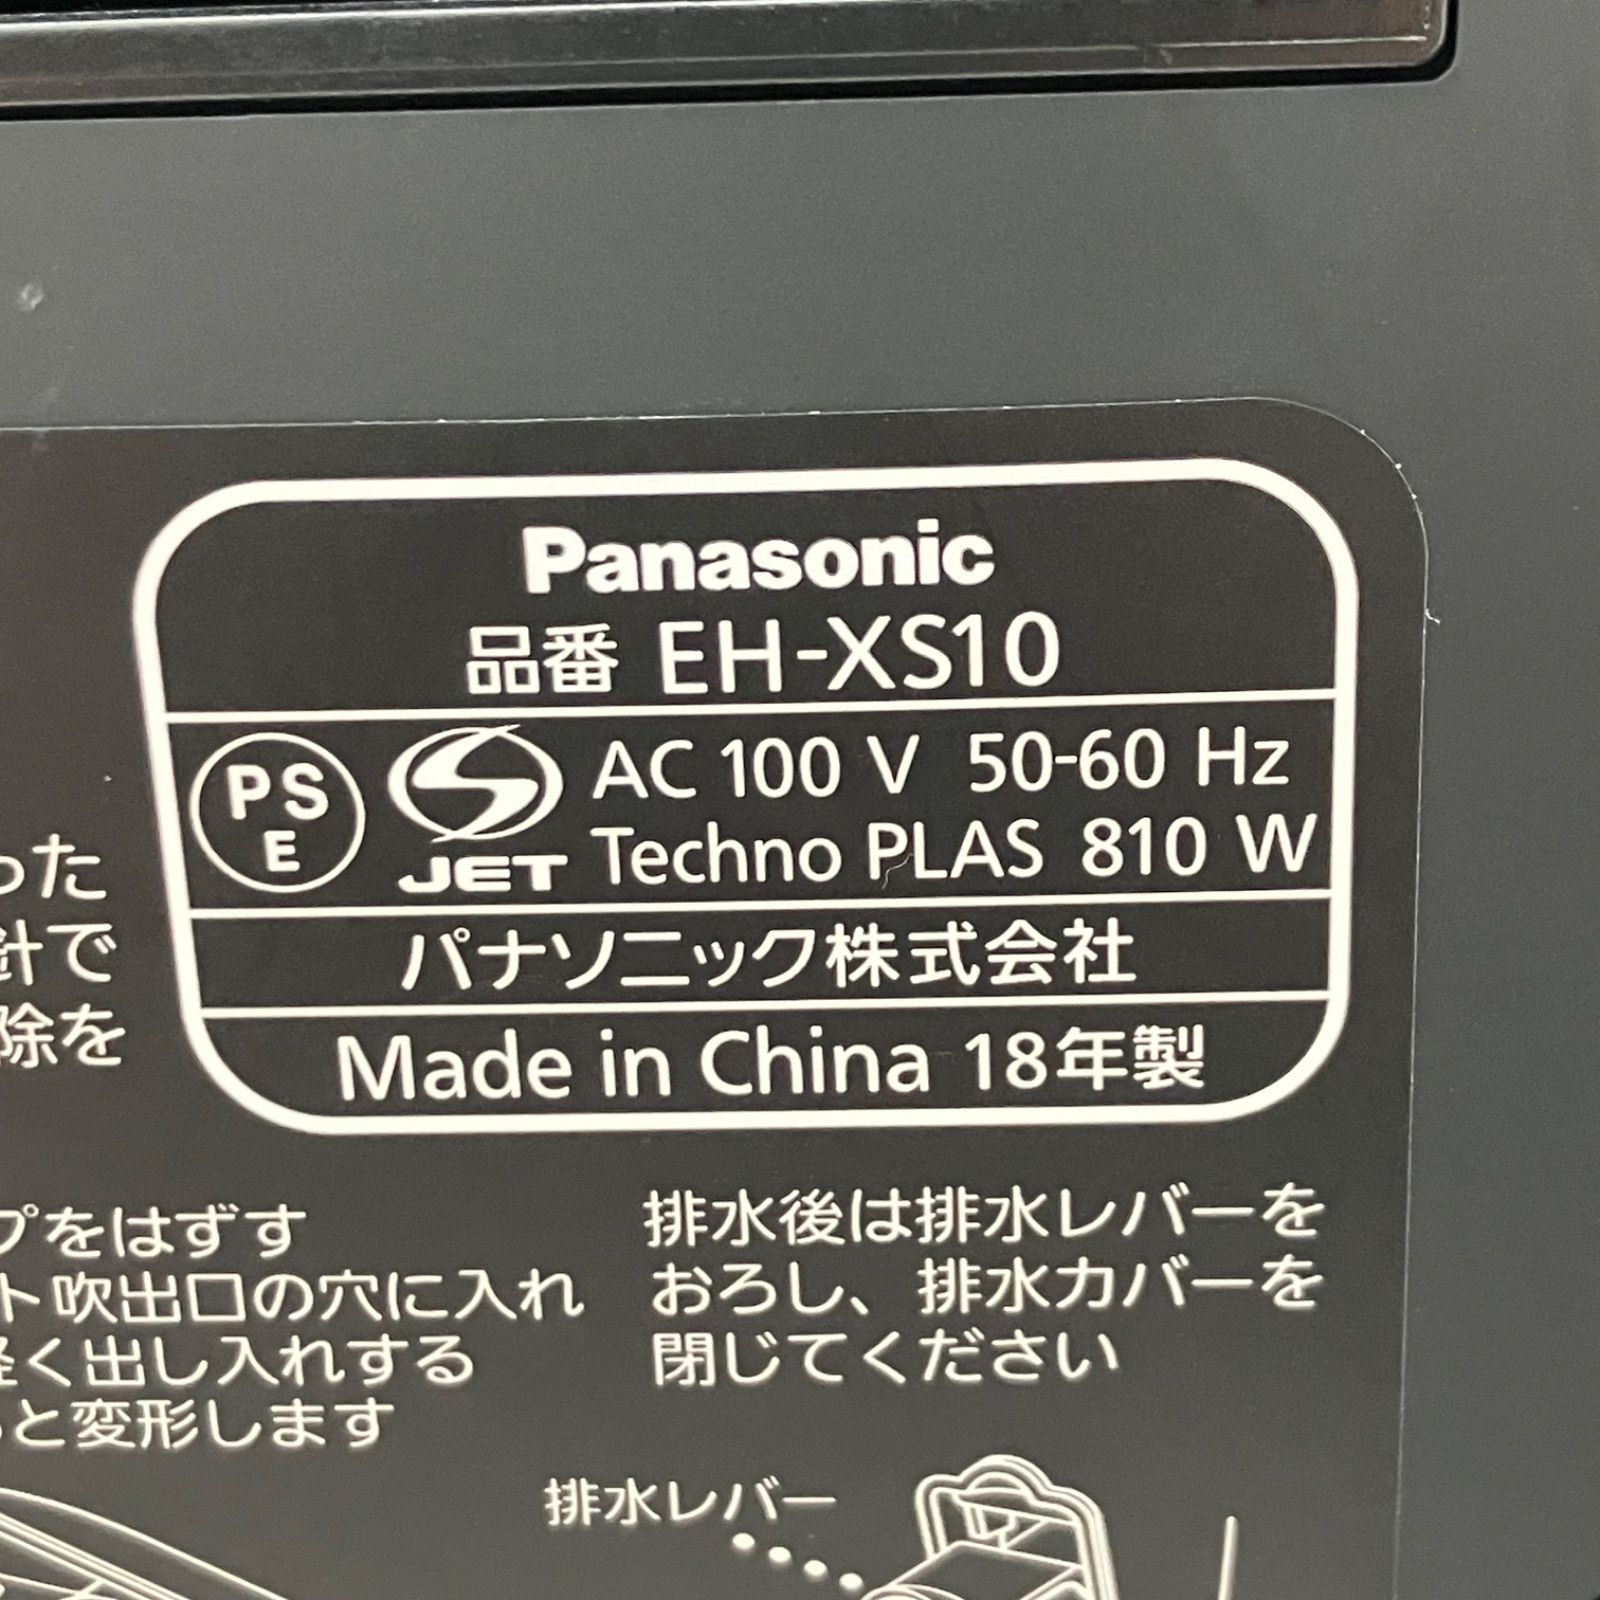 Panasonic
品番 EH-XS10
PS
E
JET
AC 100 V 50-60 Hz
Techno PLAS 810 W
パナソニック株式会社
Made in China 18年製
った
針で
除を
プをはずす
ト吹出口の穴に入れ
軽く出し入れする
と変形します
排水後は排水レバーを
おろし、排水カバーを
閉じてください
排水レバー